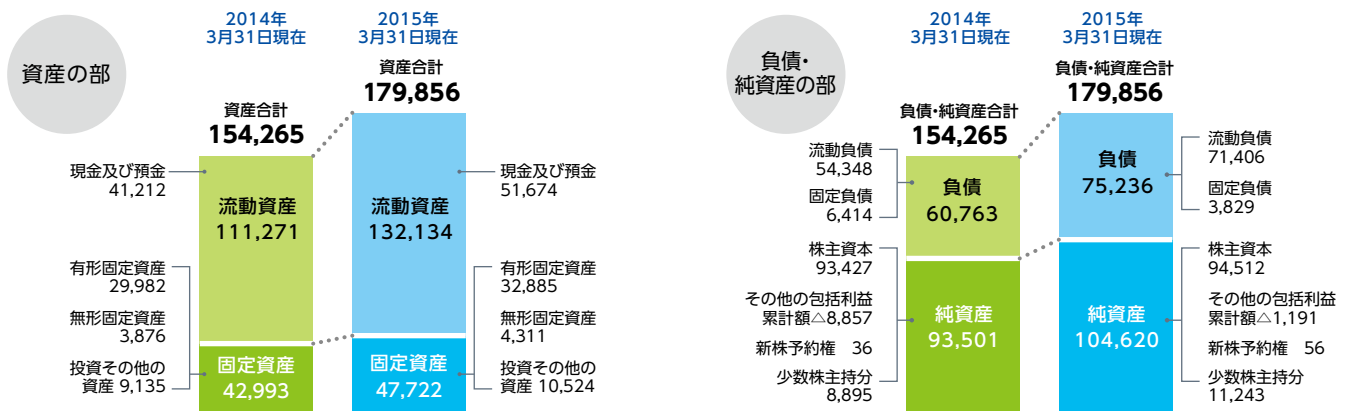 資産の部
2014年
3月31日現在
2015年
3月31日現在
資産合計
154,265
資産合計
179,856
現金及び預金
41,212
流動資産
111,271
有形固定資産
29,982
無形固定資産
3,876
投資その他の
資産 9,135
固定資産
42,993
流動資産
132,134
固定資産
47,722
現金及び預金
51,674
有形固定資産
32,885
無形固定資産
4,311
投資その他の
資産 10,524
負債・
純資産の部
2014年
3月31日現在
2015年
3月31日現在
負債・純資産合計
154,265
負債・純資産合計
179,856
流動負債
54,348
固定負債
6,414
負債
60,763
株主資本
93,427
その他の包括利益
累計額△8,857
新株予約権 36
少数株主持分
8,895
純資産
93,501
負債
75,236
純資産
104,620
流動負債
71,406
固定負債
3,829
株主資本
94,512
その他の包括利益
累計額△1,191
新株予約権 56
少数株主持分
11,243